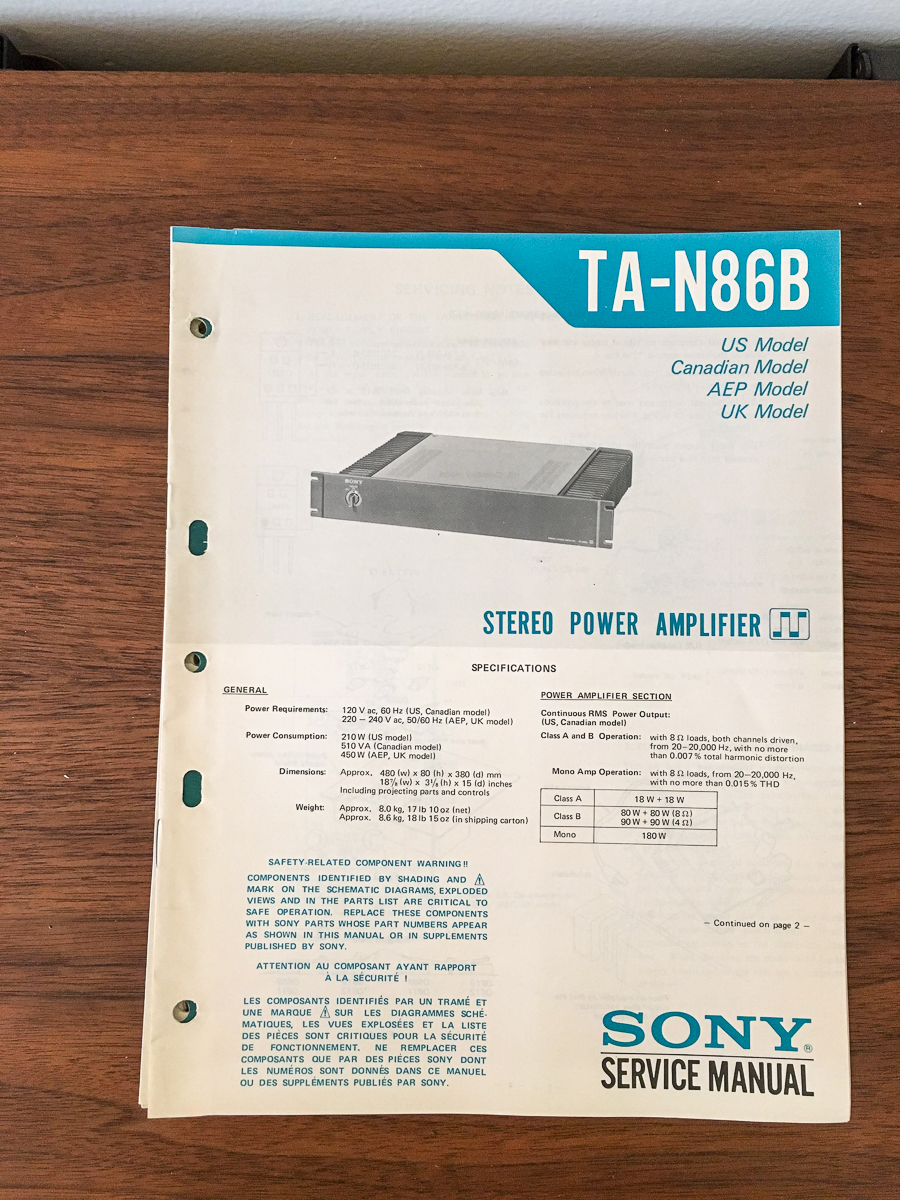 TA-N86B
US Model
Canadian Model
AEP Model
UK Model
SONY
STEREO POWER AMPLIFIER
SPECIFICATIONS
GENERAL
Power Requirements: 120 V ac, 60 Hz (US, Canadian model)
220 – 240 V ac, 50/60 Hz (AEP, UK model)
Power Consumption: 210 W (US model)
510 VA (Canadian model)
450 W (AEP, UK model)
Dimensions: Approx. 480 (w) x 80 (h) x 380 (d) mm
18⅞ (w) x 3⅛ (h) x 15 (d) inches
Including projecting parts and controls
Weight: Approx. 8.0 kg, 17 lb 10 oz (net)
Approx. 8.6 kg, 18 lb 15 oz (in shipping carton)
SAFETY-RELATED COMPONENT WARNING!!
COMPONENTS IDENTIFIED BY SHADING AND ⚠
MARK ON THE SCHEMATIC DIAGRAMS, EXPLODED
VIEWS AND IN THE PARTS LIST ARE CRITICAL TO
SAFE OPERATION. REPLACE THESE COMPONENTS
WITH SONY PARTS WHOSE PART NUMBERS APPEAR
AS SHOWN IN THIS MANUAL OR IN SUPPLEMENTS
PUBLISHED BY SONY.
ATTENTION AU COMPOSANT AYANT RAPPORT
À LA SÉCURITÉ !
LES COMPOSANTS IDENTIFIÉS PAR UN TRAMÉ ET
UNE MARQUE ⚠ SUR LES DIAGRAMMES SCHÉ-
MATIQUES, LES VUES EXPLOSÉES ET LA LISTE
DES PIÉCES SONT CRITIQUES POUR LA SÉCURITÉ
DE FONCTIONNEMENT. NE REMPLACER CES
COMPOSANTS QUE PAR DES PIÉCES SONY DONT
LES NUMÉROS SONT DONNÉS DANS CE MANUEL
OU DES SUPPLÉMENTS PUBLIÉS PAR SONY.
POWER AMPLIFIER SECTION
Continuous RMS Power Output:
(US, Canadian model)
Class A and B Operation: with 8 Ω loads, both channels driven,
from 20–20,000 Hz, with no more
than 0.007 % total harmonic distortion
Mono Amp Operation: with 8 Ω loads, from 20–20,000 Hz,
with no more than 0.015 % THD
Class A 18 W + 18 W
Class B 80 W + 80 W (8 Ω)
90 W + 90 W (4 Ω)
Mono 180 W
– Continued on page 2 –
SONY®
SERVICE MANUAL